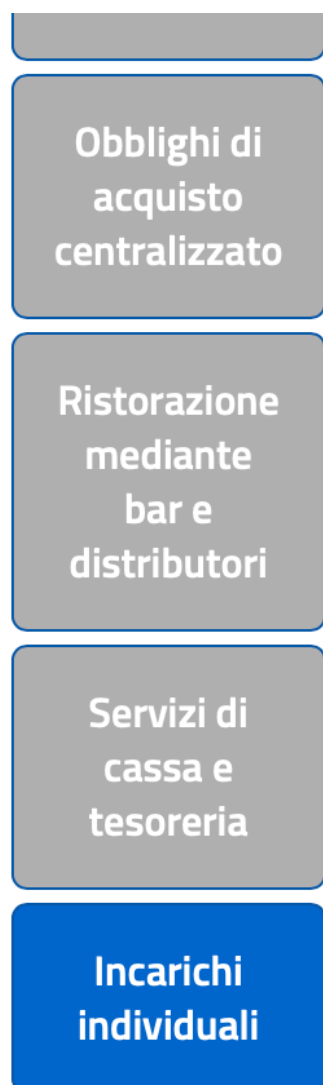 Obblighi di
acquisto
centralizzato
Ristorazione
mediante
bar e
distributori
Servizi di
cassa e
tesoreria
Incarichi
individuali